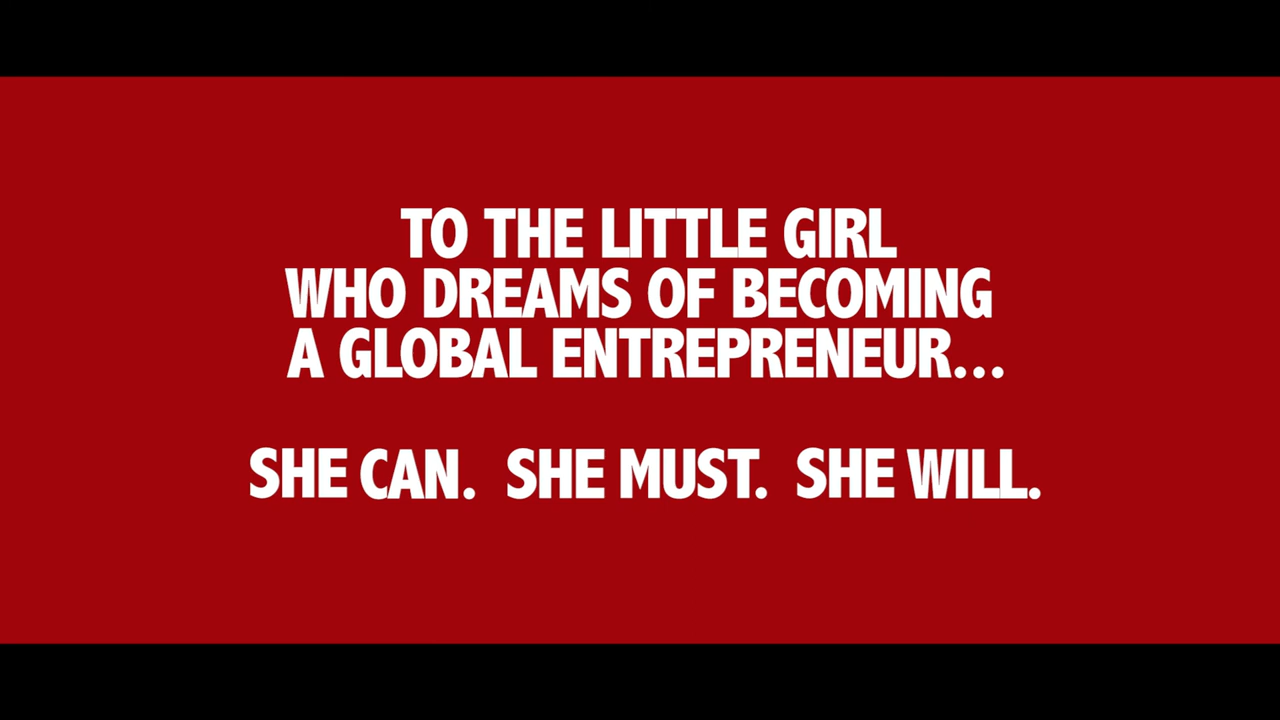 TO THE LITTLE GIRL
WHO DREAMS OF BECOMING
A GLOBAL ENTREPRENEUR...
SHE CAN. SHE MUST. SHE WILL.